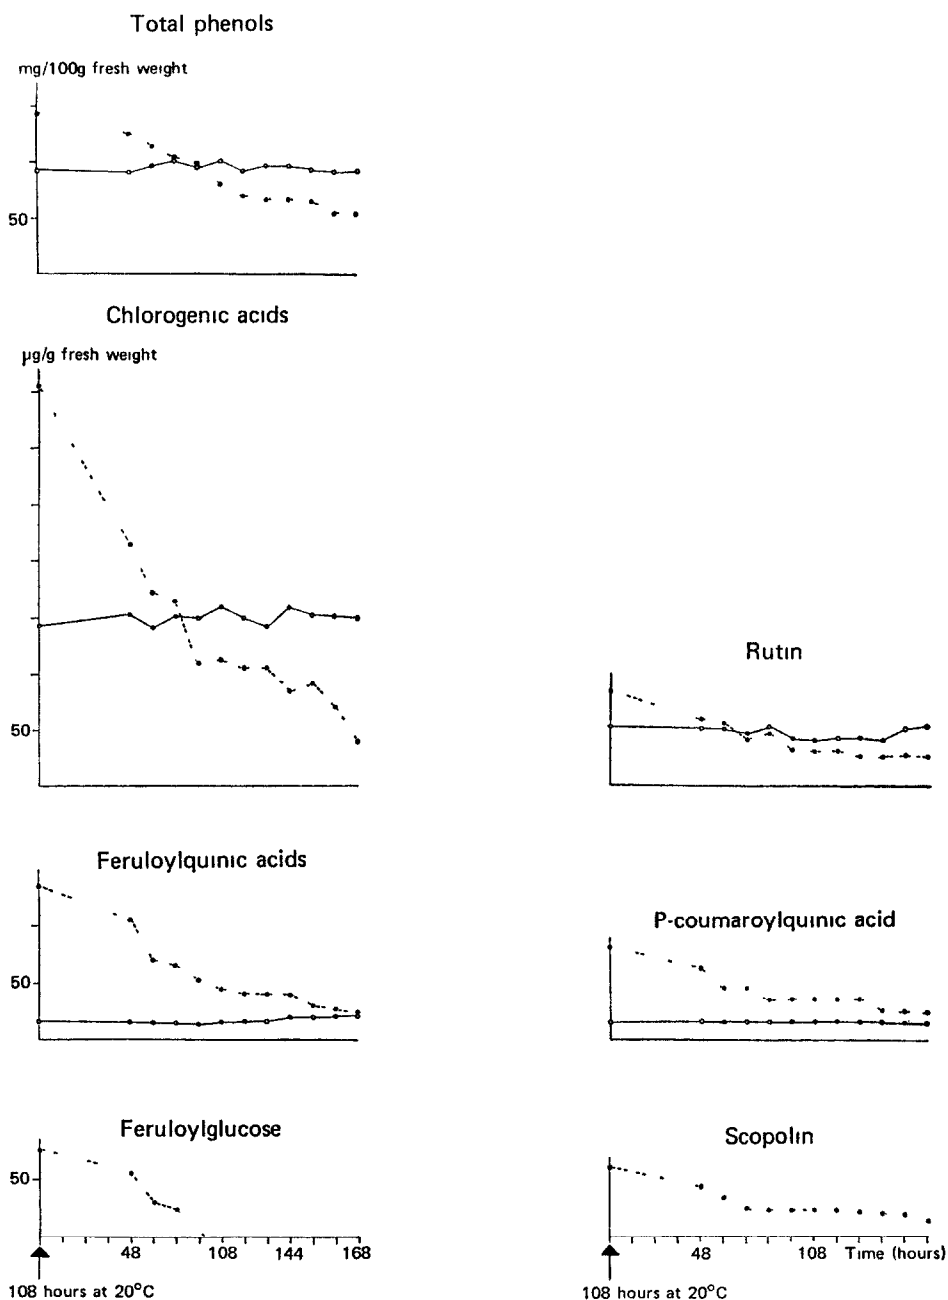 Total phenols
mg/100g fresh weight
50
Chlorogenic acids
µg/g fresh weight
50
Rutin
Feruloylquinic acids
50
P-coumaroylquinic acid
Feruloylglucose
50
Scopolin
48 108 144 168
48 108 Time (hours)
108 hours at 20°C
108 hours at 20°C